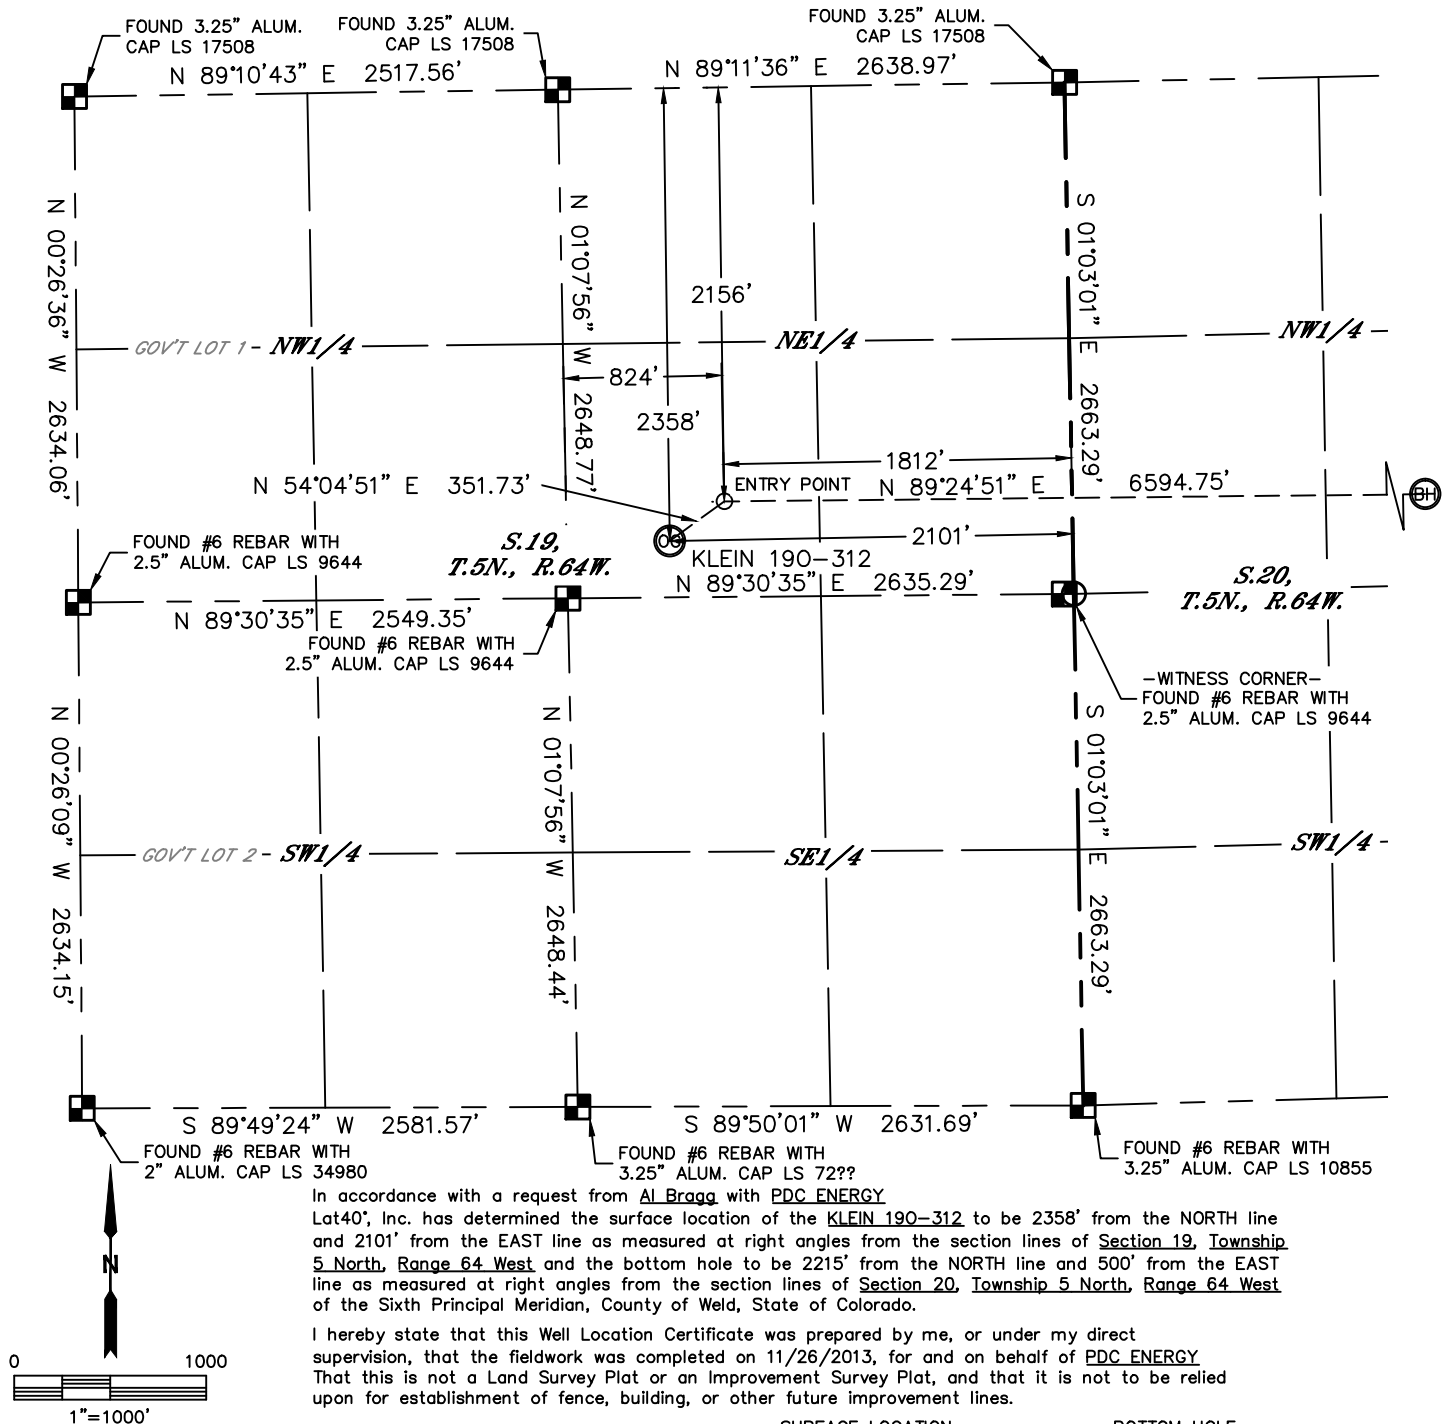 FOUND 3.25" ALUM.
CAP LS 17508
FOUND 3.25" ALUM.
CAP LS 17508
FOUND 3.25" ALUM.
CAP LS 17508
N 89°10'43" E 2517.56'
N 89°11'36" E 2638.97'
N 00°26'36" W 2634.06'
N 01°07'56" W 2648.77'
S 01°03'01" E 2663.29'
2156'
GOV'T LOT 1 - NW1/4
NE1/4
NW1/4 -
824'
2358'
1812'
N 54°04'51" E 351.73'
ENTRY POINT
N 89°24'51" E 6594.75'
BH
FOUND #6 REBAR WITH
2.5" ALUM. CAP LS 9644
S.19,
T.5N., R.64W.
OG
2101'
KLEIN 19O-312
N 89°30'35" E 2635.29'
S.20,
T.5N., R.64W.
N 89°30'35" E 2549.35'
FOUND #6 REBAR WITH
2.5" ALUM. CAP LS 9644
-WITNESS CORNER-
FOUND #6 REBAR WITH
2.5" ALUM. CAP LS 9644
N 00°26'09" W 2634.15'
N 01°07'56" W 2648.44'
S 01°03'01" E 2663.29'
GOV'T LOT 2 - SW1/4
SE1/4
SW1/4 -
S 89°49'24" W 2581.57'
S 89°50'01" W 2631.69'
FOUND #6 REBAR WITH
2" ALUM. CAP LS 34980
FOUND #6 REBAR WITH
3.25" ALUM. CAP LS 72??
FOUND #6 REBAR WITH
3.25" ALUM. CAP LS 10855
In accordance with a request from Al Bragg with PDC ENERGY
Lat40°, Inc. has determined the surface location of the KLEIN 19O-312 to be 2358' from the NORTH line
and 2101' from the EAST line as measured at right angles from the section lines of Section 19, Township
5 North, Range 64 West and the bottom hole to be 2215' from the NORTH line and 500' from the EAST
line as measured at right angles from the section lines of Section 20, Township 5 North, Range 64 West
of the Sixth Principal Meridian, County of Weld, State of Colorado.
I hereby state that this Well Location Certificate was prepared by me, or under my direct
supervision, that the fieldwork was completed on 11/26/2013, for and on behalf of PDC ENERGY
That this is not a Land Survey Plat or an Improvement Survey Plat, and that it is not to be relied
upon for establishment of fence, building, or other future improvement lines.
N
0 1000
1"=1000'
SURFACE LOCATION BOTTOM HOLE